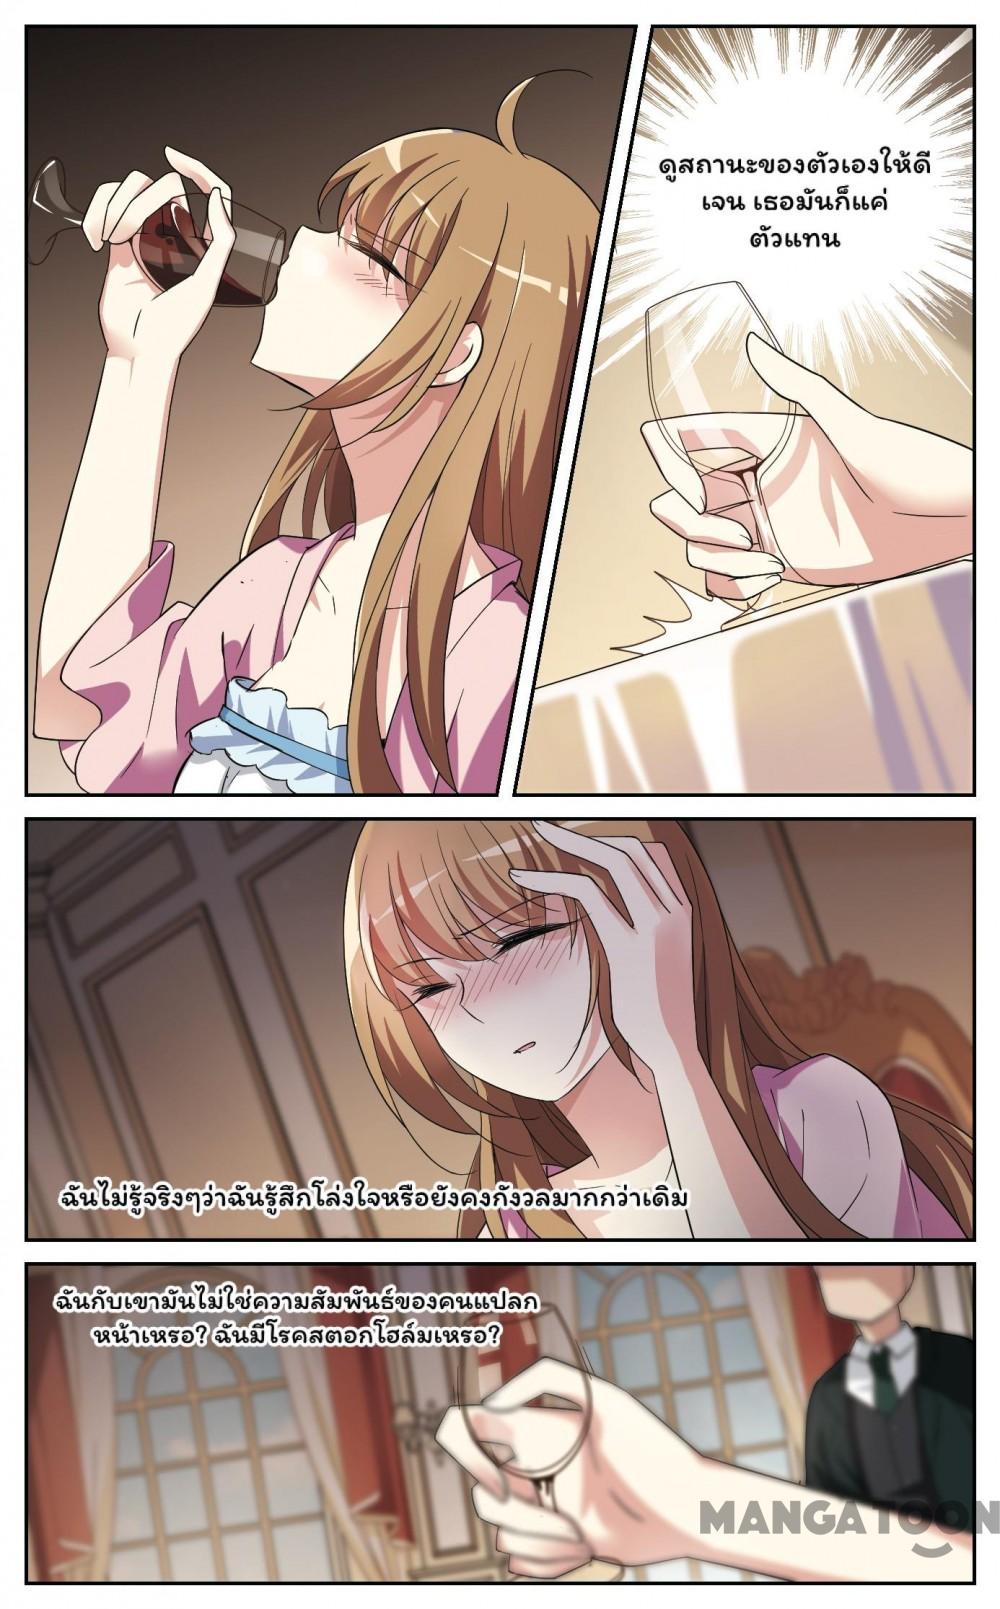 ดูสถานะของตัวเองให้ดี
เจน เธอมันก็แค่
ตัวแทน
ฉันไม่รู้จริงๆว่าฉันรู้สึกโล่งใจหรือยังคงกังวลมากกว่าเดิม
ฉันกับเขามันไม่ใช่ความสัมพันธ์ของคนแปลก
หน้าเหรอ? ฉันมีโรคสตอกโฮล์มเหรอ?
MANGATOON